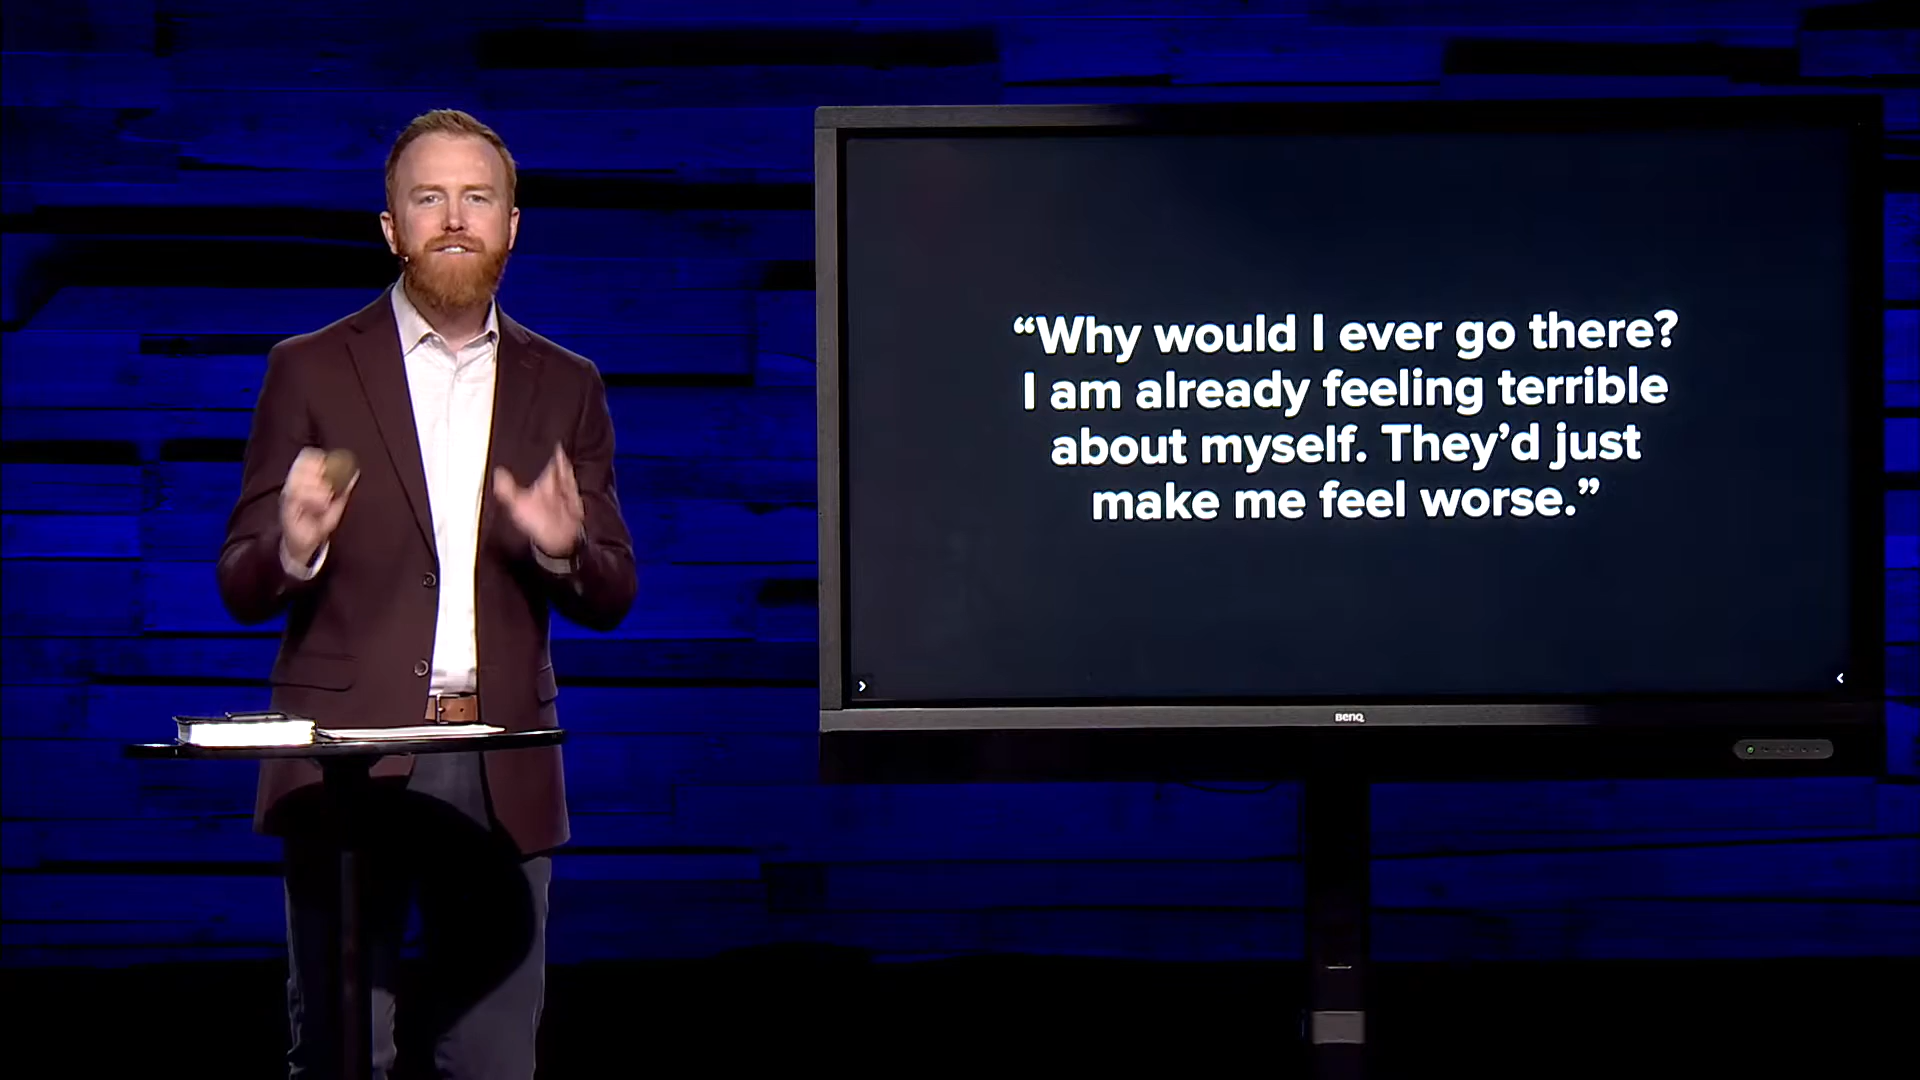 “Why would I ever go there?
I am already feeling terrible
about myself. They’d just
make me feel worse.”
BenQ